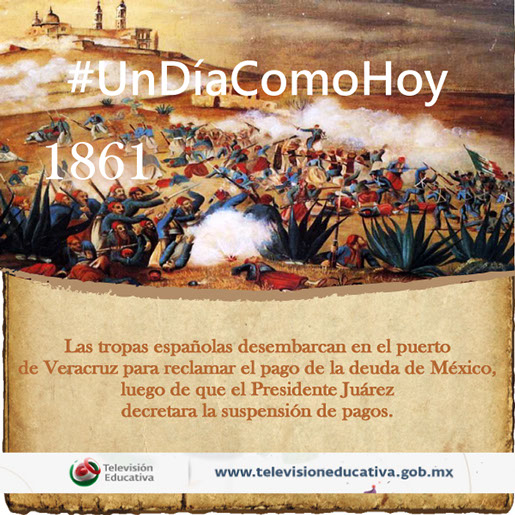 #UnDíaComoHoy
1861
Las tropas españolas desembarcan en el puerto
de Veracruz para reclamar el pago de la deuda de México,
luego de que el Presidente Juárez
decretara la suspensión de pagos.
Televisión
Educativa
www.televisioneducativa.gob.mx